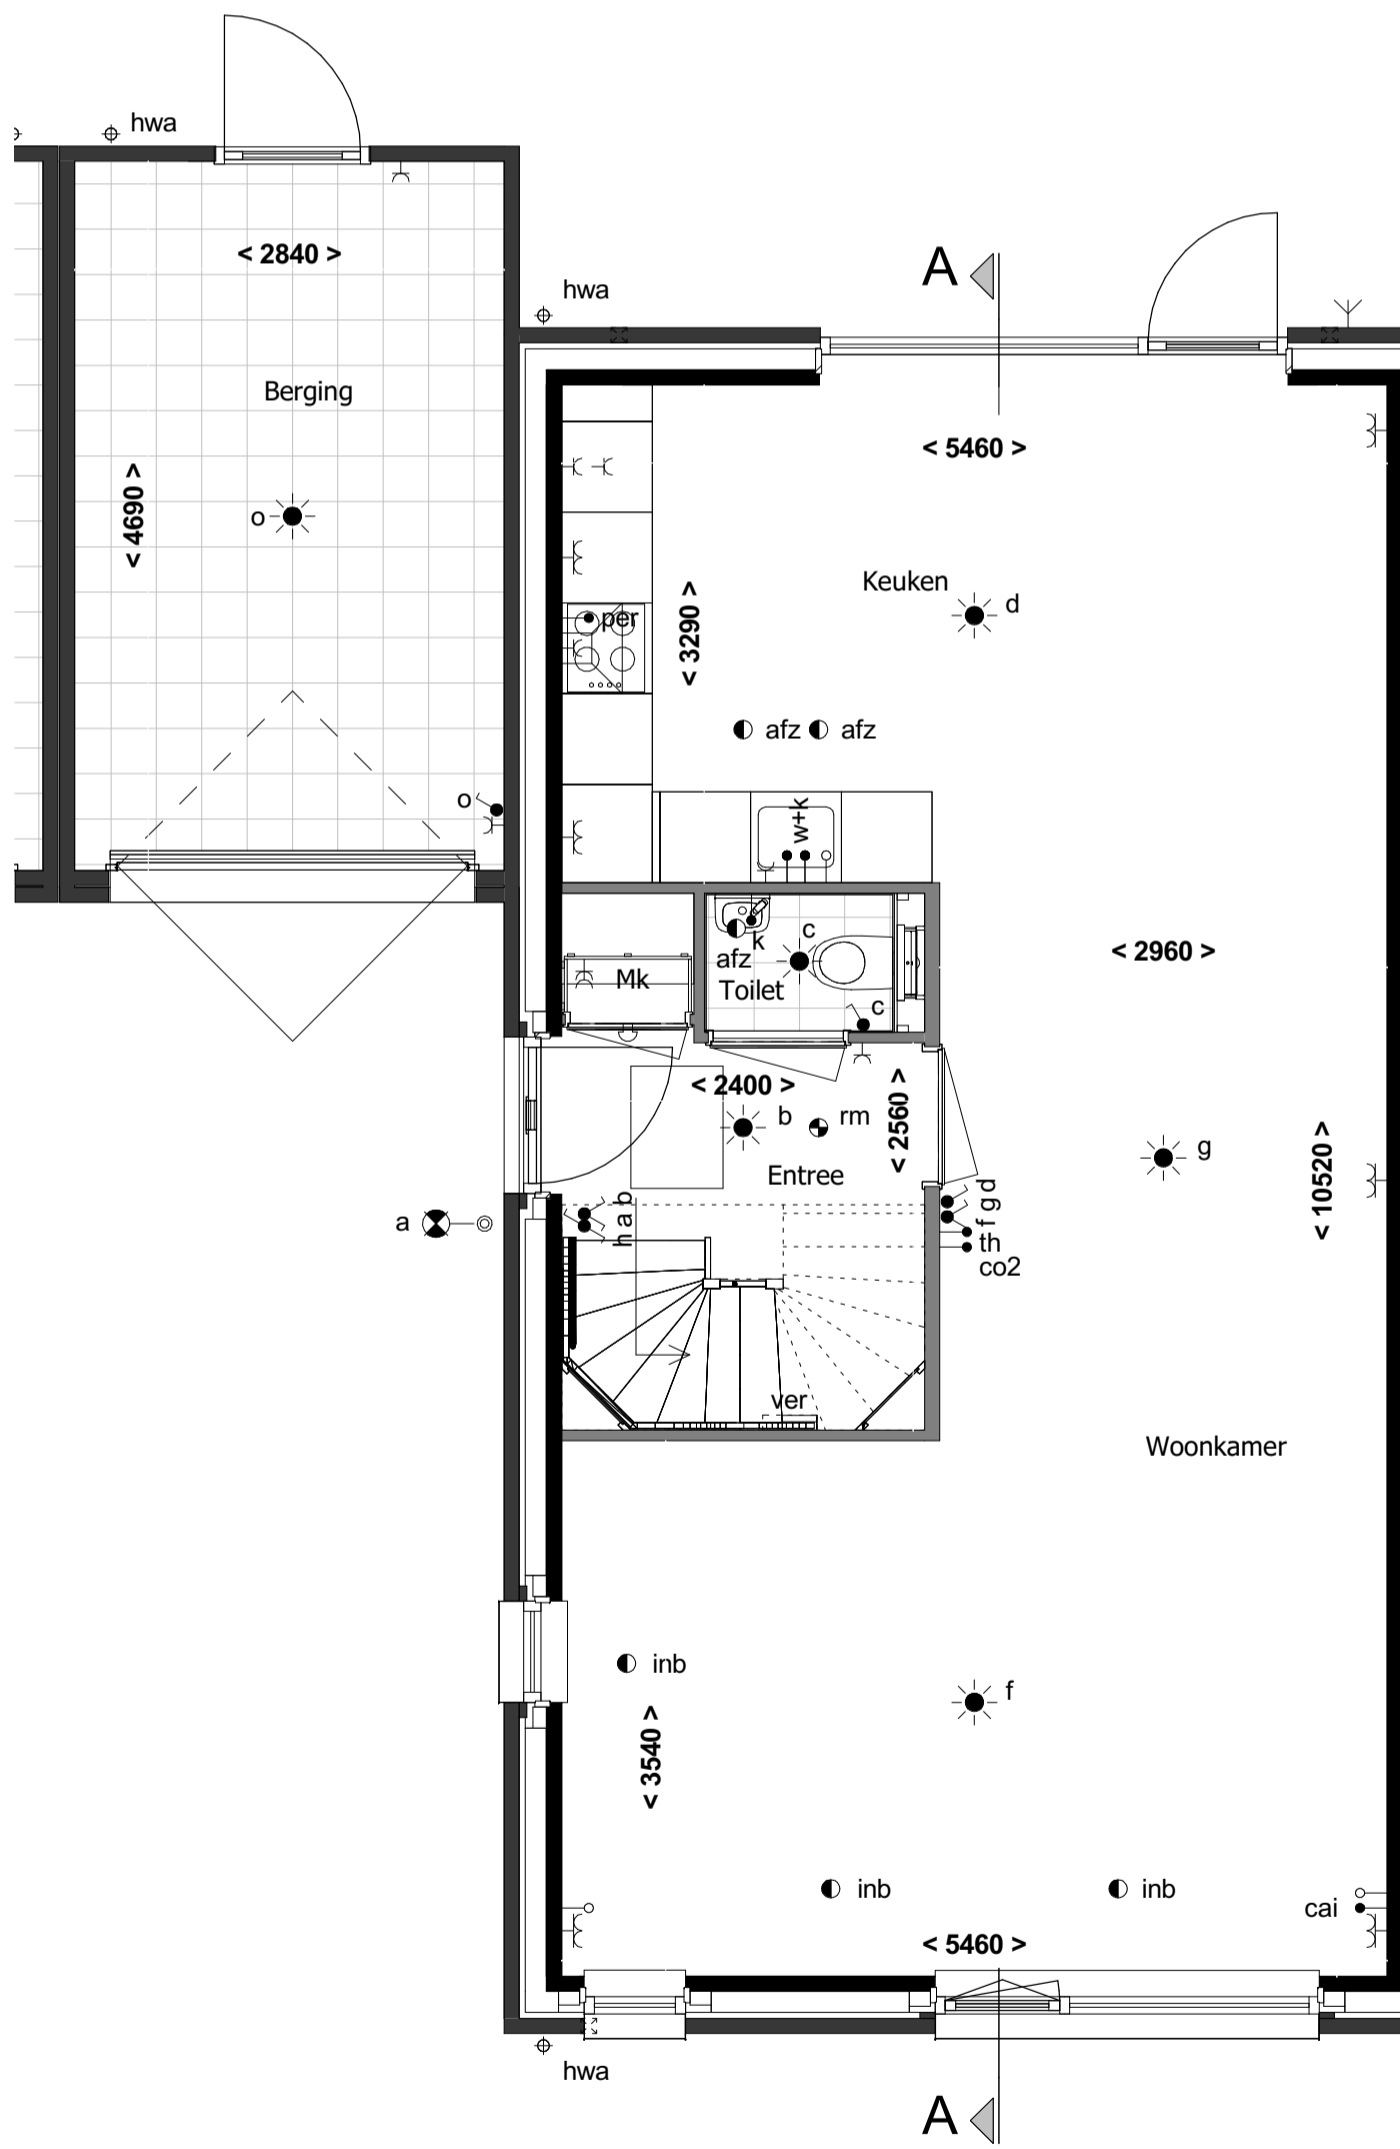 hwa
< 2840 >
A
hwa
Berging
< 5460 >
< 4690 >
o
Keuken
d
per
< 3290 >
afz
afz
o
w+k
k
c
< 2960 >
afz
Mk
Toilet
c
< 2400 >
< 2560 >
b
rm
g
Entree
< 10520 >
a
h a b
f g d
th
co2
ver
Woonkamer
inb
f
< 3540 >
inb
inb
cai
< 5460 >
hwa
A